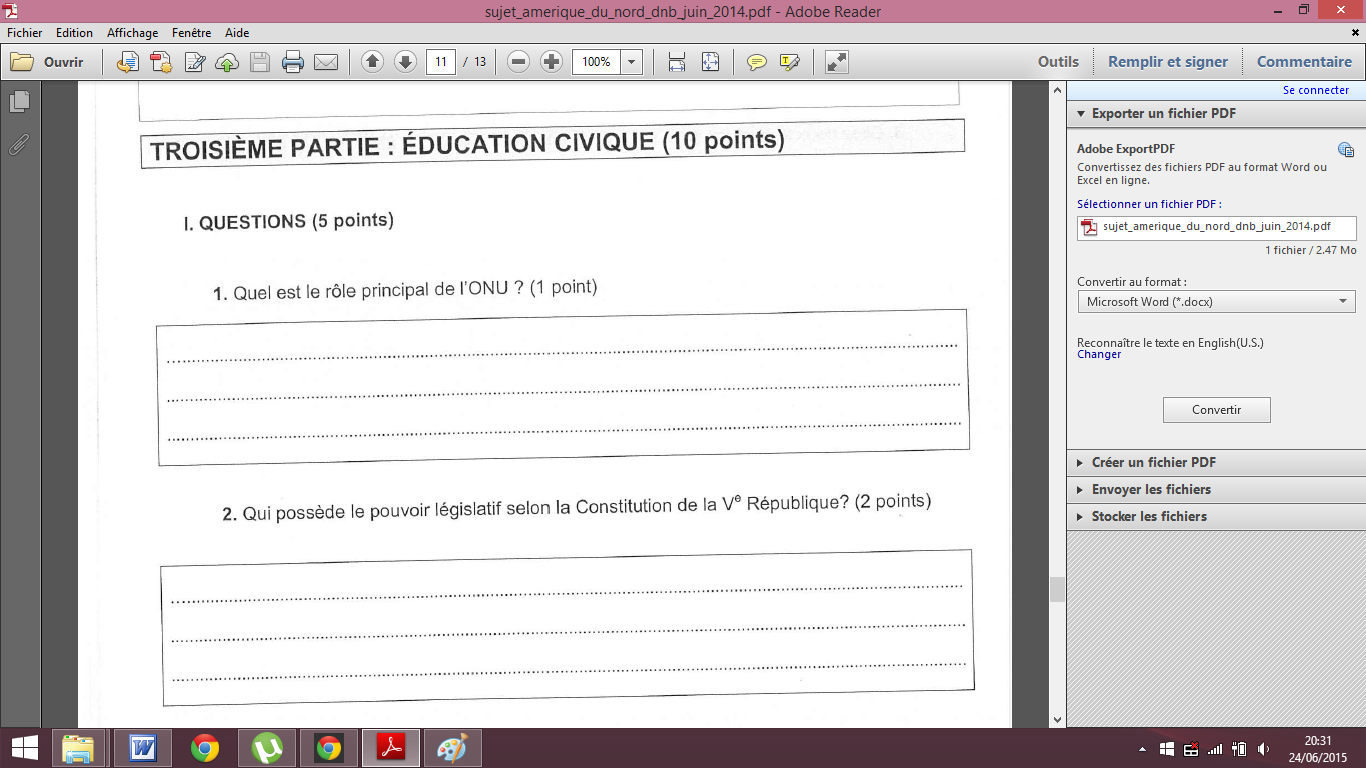 sujet_amerique_du_nord_dnb_juin_2014.pdf - Adobe Reader
Fichier Edition Affichage Fenêtre Aide
Ouvrir 11 / 13 100% Outils Remplir et signer Commentaire
Se connecter
Exporter un fichier PDF
Adobe ExportPDF
Convertissez des fichiers PDF au format Word ou
Excel en ligne.
Sélectionner un fichier PDF :
sujet_amerique_du_nord_dnb_juin_2014.pdf
1 fichier / 2.47 Mo
Convertir au format :
Microsoft Word (*.docx)
Reconnaître le texte en English(U.S.)
Changer
Convertir
Créer un fichier PDF
Envoyer les fichiers
Stocker les fichiers
TROISIÈME PARTIE : ÉDUCATION CIVIQUE (10 points)
I. QUESTIONS (5 points)
1. Quel est le rôle principal de l'ONU ? (1 point)
2. Qui possède le pouvoir législatif selon la Constitution de la Ve République? (2 points)
20:31
24/06/2015